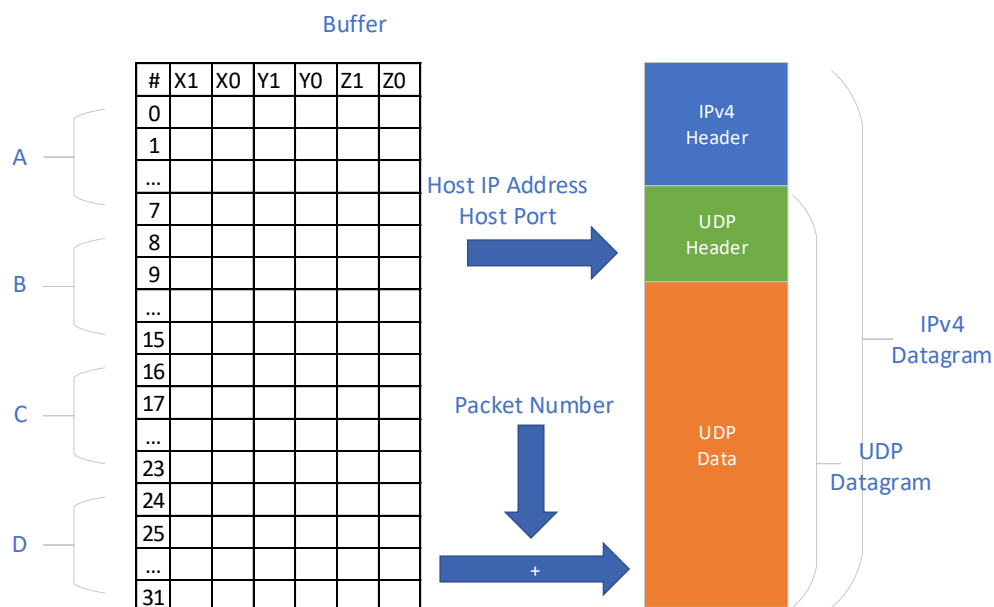 Buffer
# X1 X0 Y1 Y0 Z1 Z0
0
1
...
7
8
9
...
15
16
17
...
23
24
25
...
31
A
B
C
D
Host IP Address
Host Port
Packet Number
+
IPv4
Header
UDP
Header
UDP
Data
IPv4
Datagram
UDP
Datagram